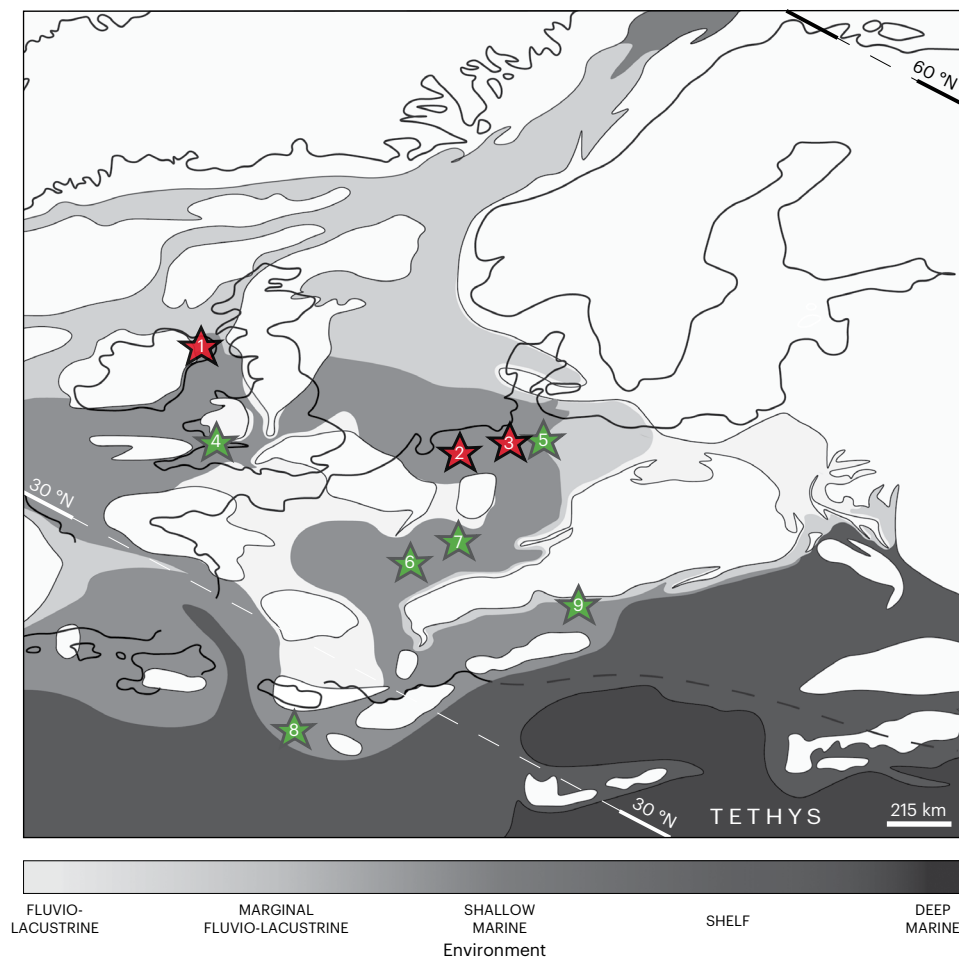 60 °N
1
2
3
4
5
30 °N
7
6
9
8
30 °N
TETHYS
215 km
FLUVIO-
LACUSTRINE
MARGINAL
FLUVIO-LACUSTRINE
SHALLOW
MARINE
SHELF
DEEP
MARINE
Environment